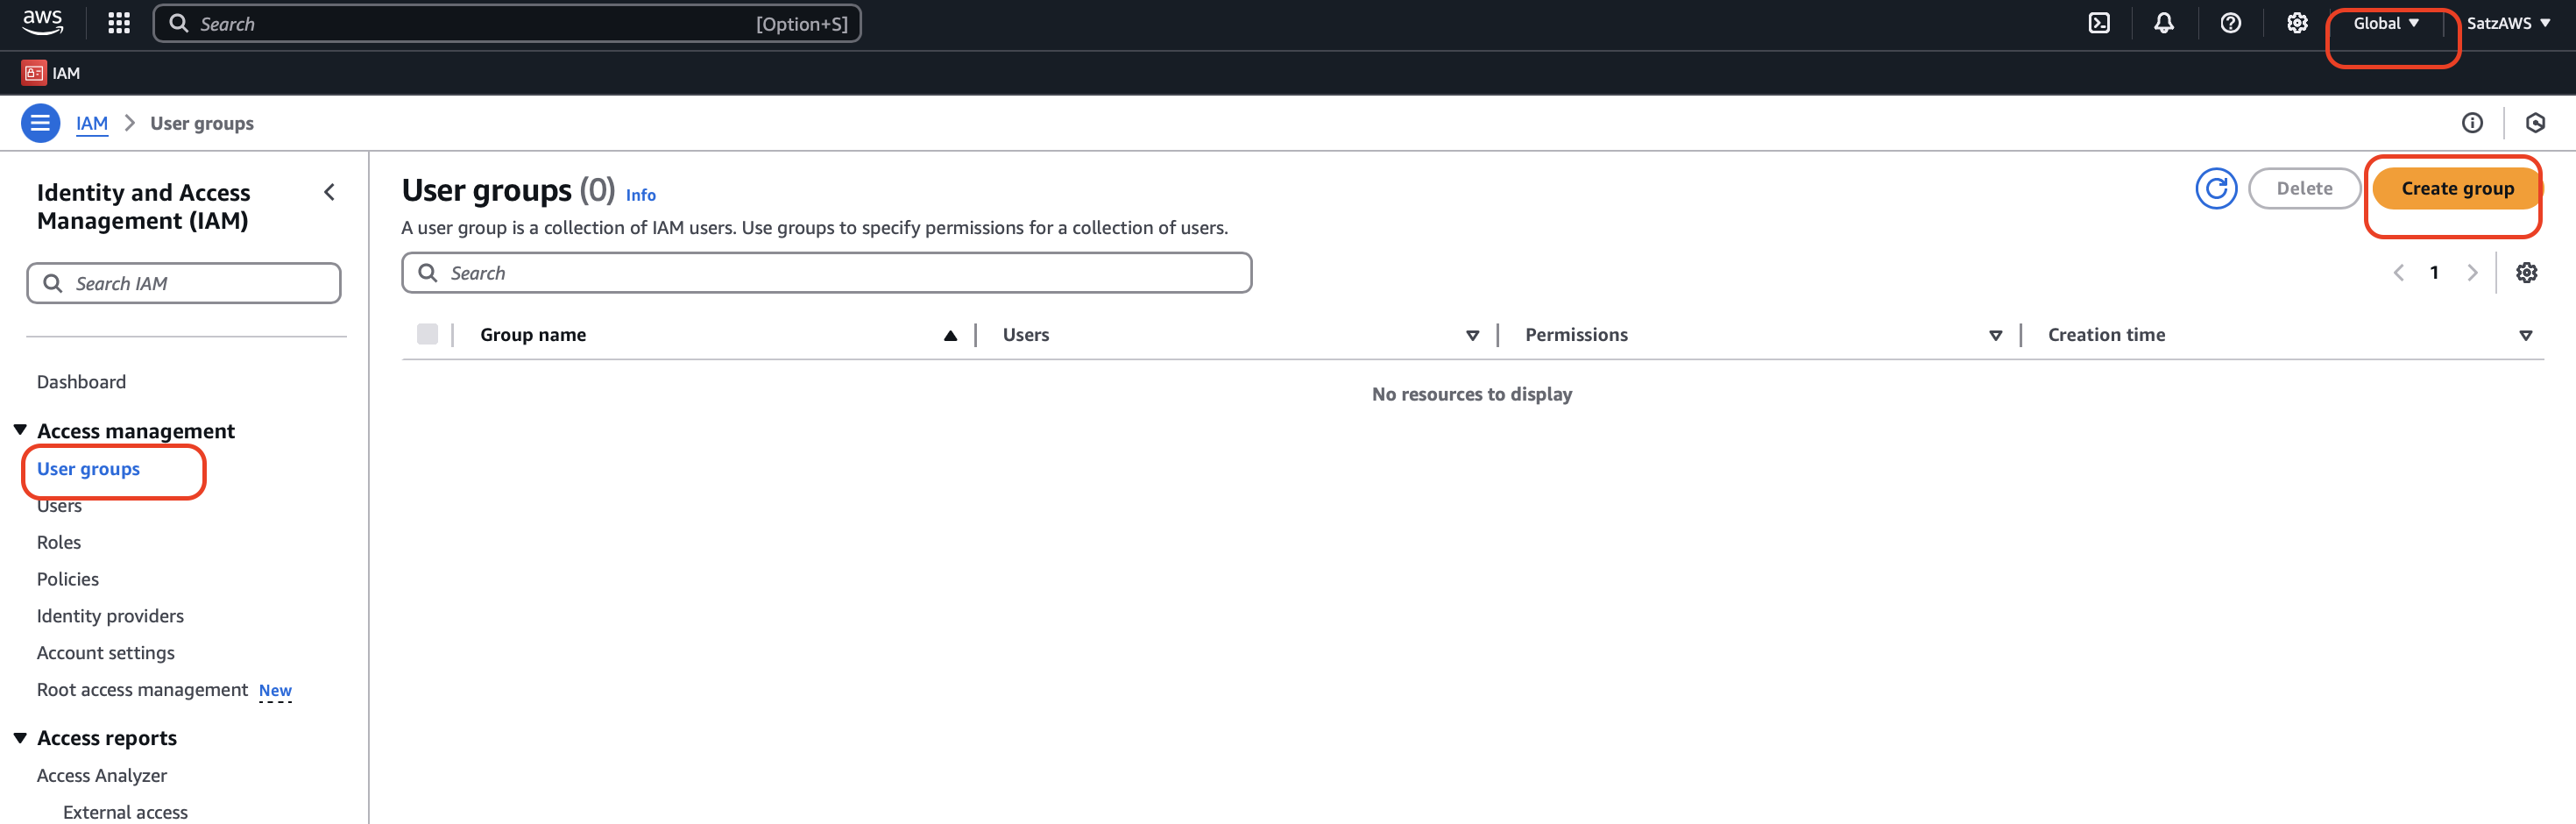 aws
Search [Option+S]
Global
SatzAWS
IAM
IAM > User groups
Identity and Access
Management (IAM)
Search IAM
Dashboard
Access management
User groups
Users
Roles
Policies
Identity providers
Account settings
Root access management New
Access reports
Access Analyzer
External access
User groups (0) Info
Delete
Create group
A user group is a collection of IAM users. Use groups to specify permissions for a collection of users.
Search
1
Group name Users Permissions Creation time
No resources to display